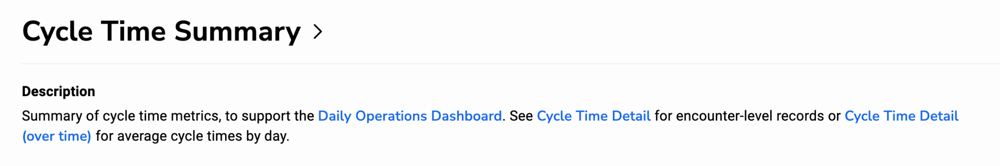 Cycle Time Summary >
Description
Summary of cycle time metrics, to support the Daily Operations Dashboard. See Cycle Time Detail for encounter-level records or Cycle Time Detail
(over time) for average cycle times by day.